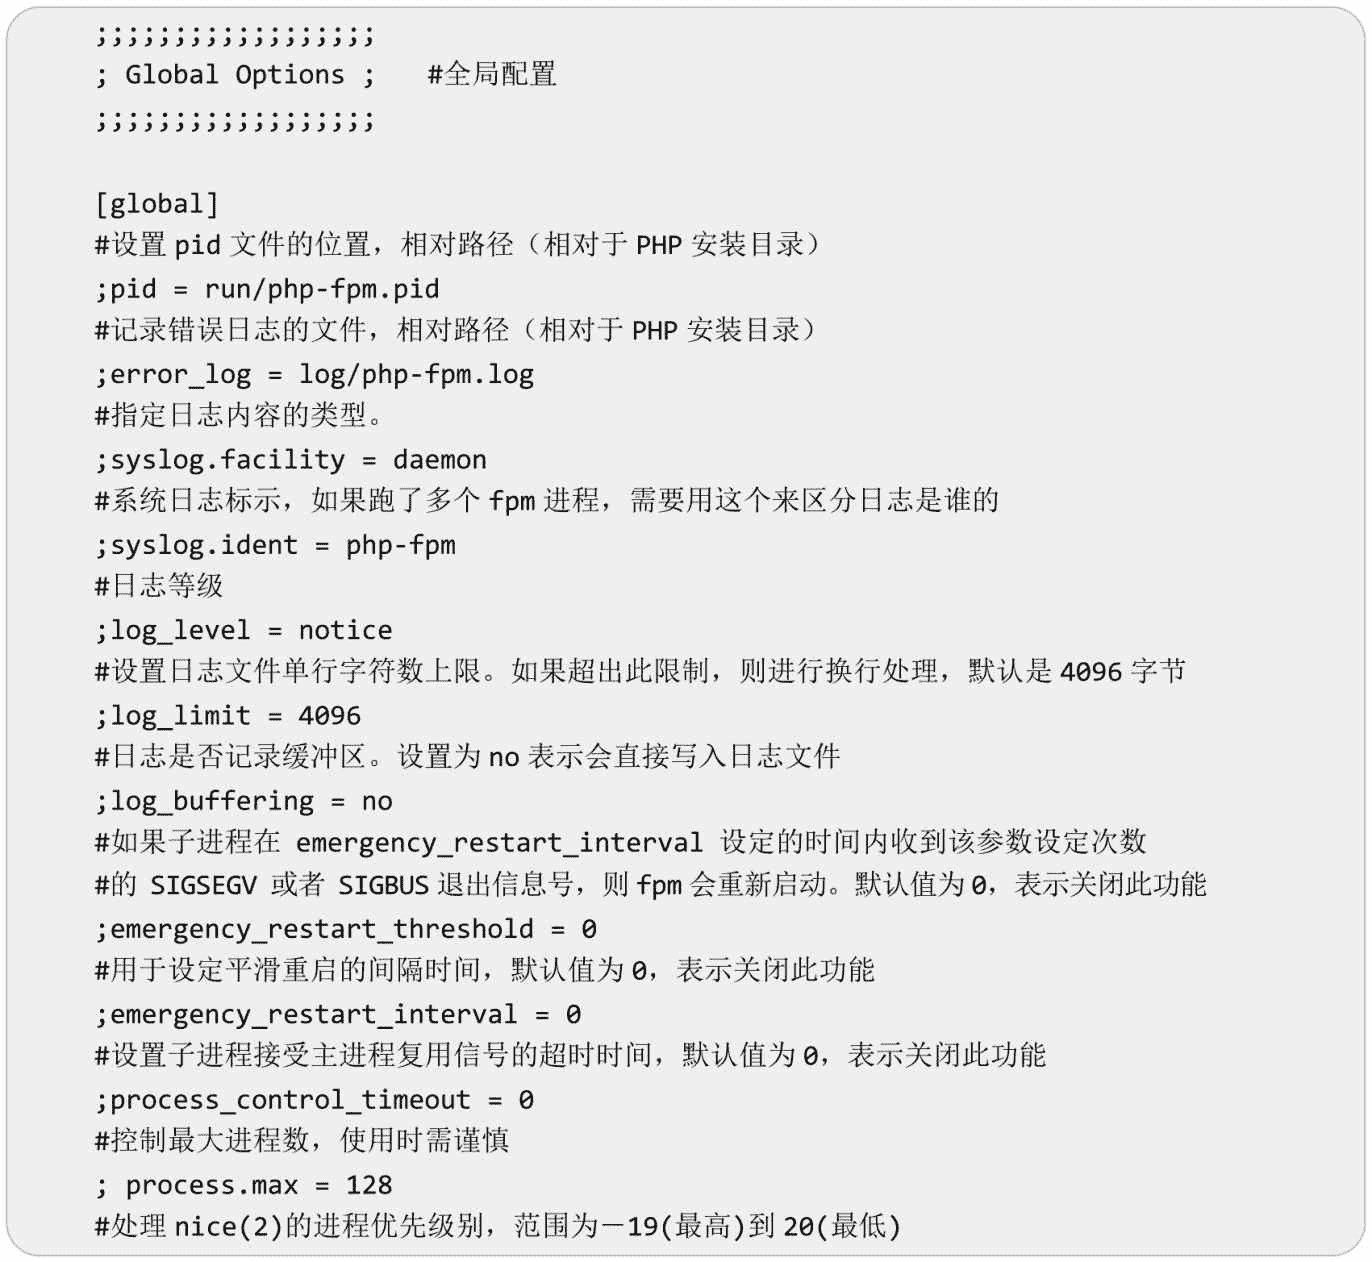 ;;;;;;;;;;;;;;;;;;
; Global Options ;   #全局配置
;;;;;;;;;;;;;;;;;;
[global]
#设置 pid 文件的位置，相对路径（相对于 PHP 安装目录）
;pid = run/php-fpm.pid
#记录错误日志的文件，相对路径（相对于 PHP 安装目录）
;error_log = log/php-fpm.log
#指定日志内容的类型。
;syslog.facility = daemon
#系统日志标示，如果跑了多个 fpm 进程，需要用这个来区分日志是谁的
;syslog.ident = php-fpm
#日志等级
;log_level = notice
#设置日志文件单行字符数上限。如果超出此限制，则进行换行处理，默认是 4096 字节
;log_limit = 4096
#日志是否记录缓冲区。设置为 no 表示会直接写入日志文件
;log_buffering = no
#如果子进程在 emergency_restart_interval 设定的时间内收到该参数设定次数
#的 SIGSEGV 或者 SIGBUS 退出信息号，则 fpm 会重新启动。默认值为 0，表示关闭此功能
;emergency_restart_threshold = 0
#用于设定平滑重启的间隔时间，默认值为 0，表示关闭此功能
;emergency_restart_interval = 0
#设置子进程接受主进程复用信号的超时时间，默认值为 0，表示关闭此功能
;process_control_timeout = 0
#控制最大进程数，使用时需谨慎
; process.max = 128
#处理 nice(2)的进程优先级别，范围为－19(最高)到 20(最低)